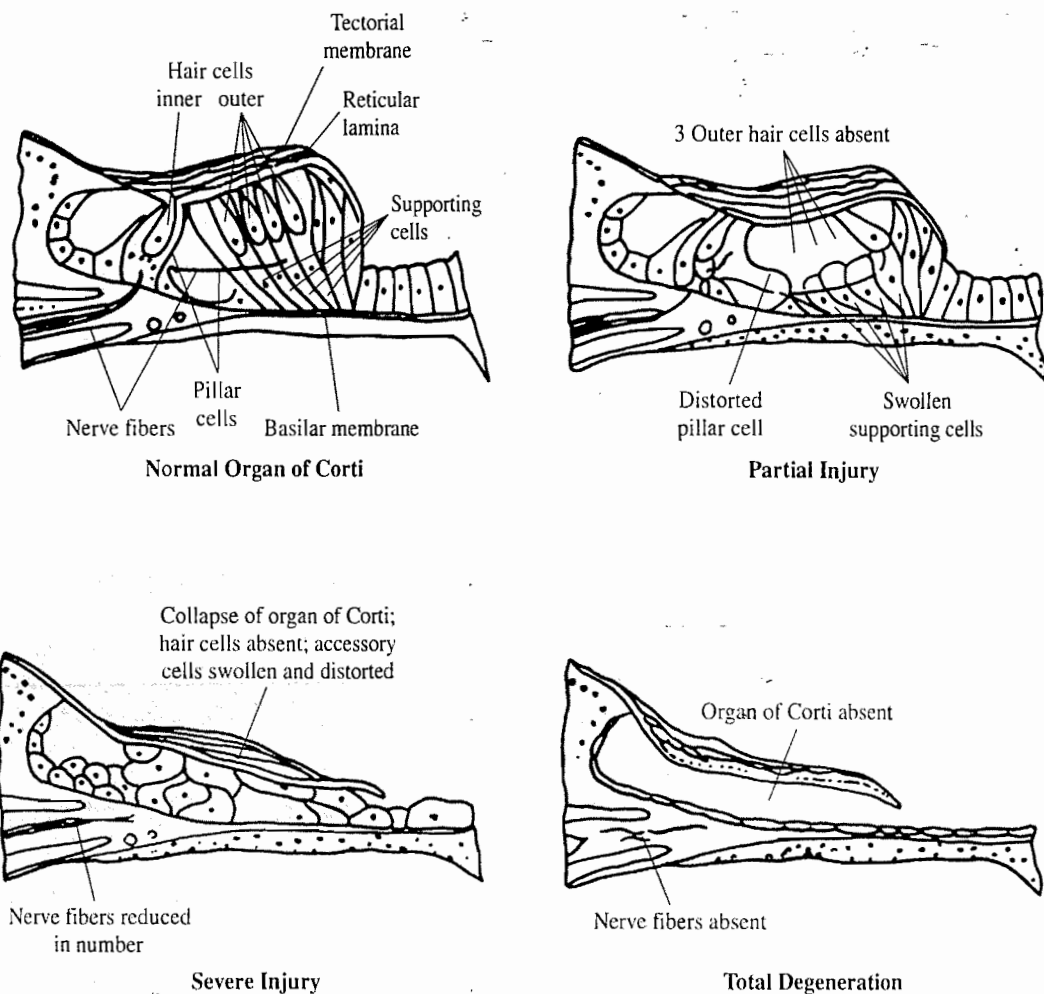 Tectorial
membrane
Hair cells
inner outer
Reticular
lamina
Supporting
cells
Pillar
cells
Nerve fibers
Basilar membrane
Normal Organ of Corti
3 Outer hair cells absent
Distorted
pillar cell
Swollen
supporting cells
Partial Injury
Collapse of organ of Corti;
hair cells absent; accessory
cells swollen and distorted
Nerve fibers reduced
in number
Severe Injury
Organ of Corti absent
Nerve fibers absent
Total Degeneration